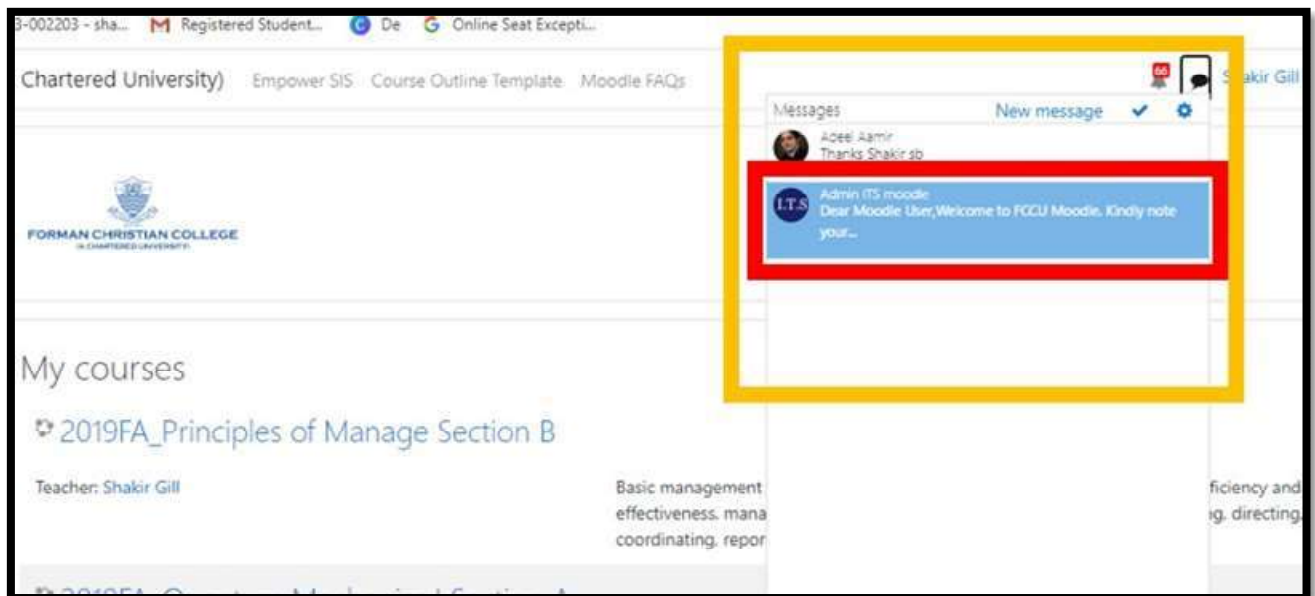 3-002203 - sha... Registered Student... De Online Seat Excepti...
Chartered University) Empower SIS Course Outline Template Moodle FAQs
66
Shakir Gill
Messages New message
Adeel Aamir
Thanks Shakir sb
I.T.S
Admin ITS moodle
Dear Moodle User,Welcome to FCCU Moodle. Kindly note
your...
FORMAN CHRISTIAN COLLEGE
(A CHARTERED UNIVERSITY)
My courses
2019FA_Principles of Manage Section B
Teacher: Shakir Gill
Basic management
ficiency and
effectiveness. mana
ng. directing.
coordinating. repor